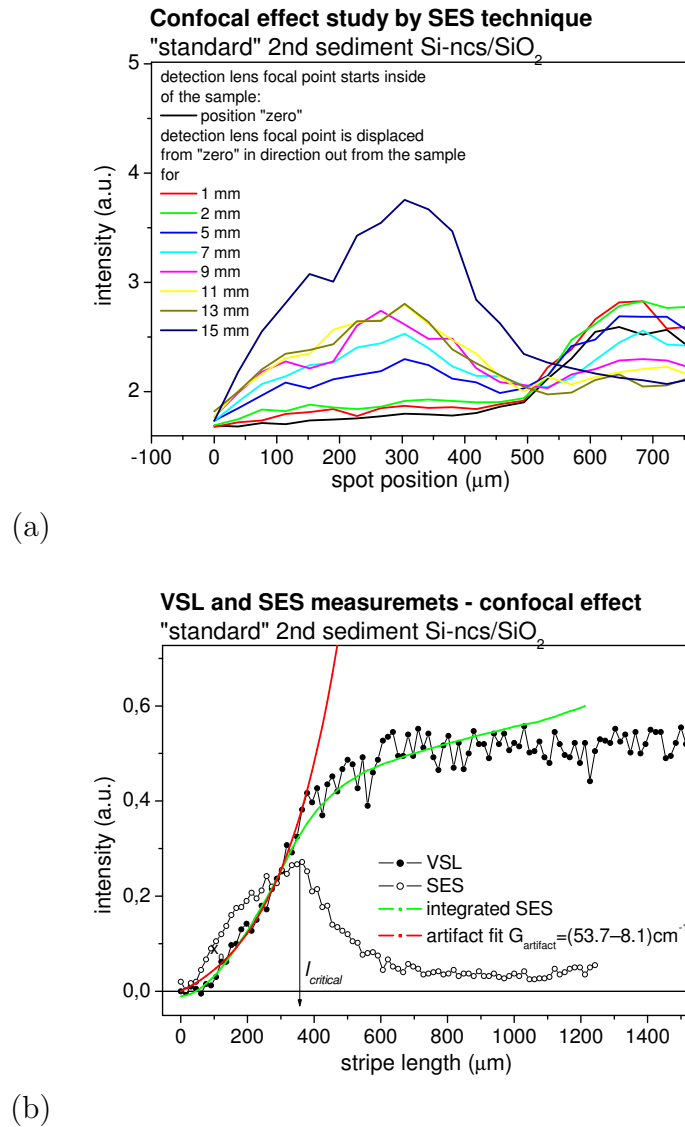 Confocal effect study by SES technique
"standard" 2nd sediment Si-ncs/SiO2
5
4
3
2
intensity (a.u.)
detection lens focal point starts inside
of the sample:
position "zero"
detection lens focal point is displaced
from "zero" in direction out from the sample
for
1 mm
2 mm
5 mm
7 mm
9 mm
11 mm
13 mm
15 mm
-100 0 100 200 300 400 500 600 700
spot position (μm)
(a)
VSL and SES measuremets - confocal effect
"standard" 2nd sediment Si-ncs/SiO2
0,6
0,4
0,2
0,0
intensity (a.u.)
VSL
SES
integrated SES
artifact fit Gartifact=(53.7–8.1)cm-1
x0
lcritical
0 200 400 600 800 1000 1200 1400
stripe length (μm)
(b)